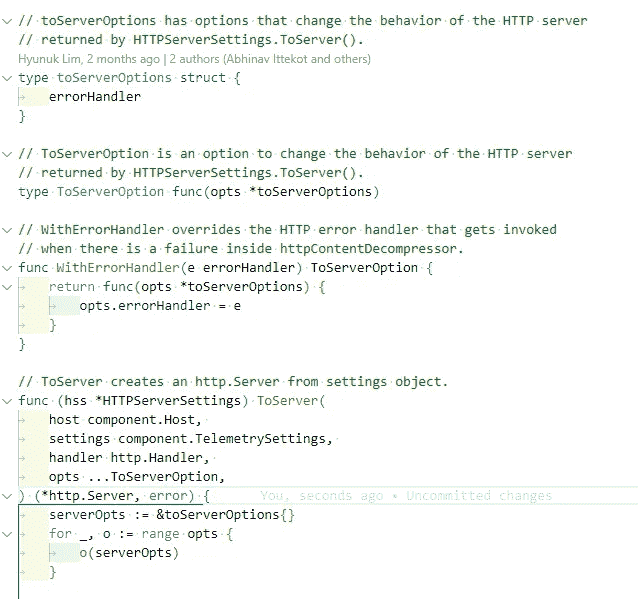 // toServerOptions has options that change the behavior of the HTTP server
// returned by HTTPServerSettings.ToServer().
Hyunuk Lim, 2 months ago | 2 authors (Abhinav Ittekot and others)
type toServerOptions struct {
errorHandler
}
// ToServerOption is an option to change the behavior of the HTTP server
// returned by HTTPServerSettings.ToServer().
type ToServerOption func(opts *toServerOptions)
// WithErrorHandler overrides the HTTP error handler that gets invoked
// when there is a failure inside httpContentDecompressor.
func WithErrorHandler(e errorHandler) ToServerOption {
return func(opts *toServerOptions) {
opts.errorHandler = e
}
}
// ToServer creates an http.Server from settings object.
func (hss *HTTPServerSettings) ToServer(
host component.Host,
settings component.TelemetrySettings,
handler http.Handler,
opts ...ToServerOption,
) (*http.Server, error) { You, seconds ago • Uncommitted changes
serverOpts := &toServerOptions{}
for _, o := range opts {
o(serverOpts)
}